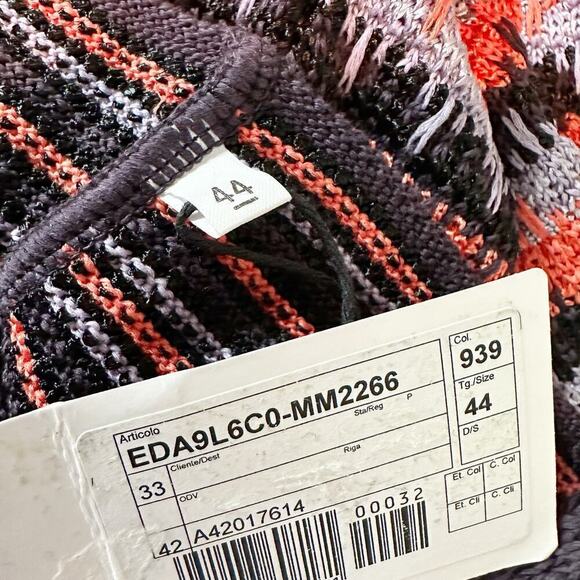 44
Articolo
EDA9L6C0-MM2266
Col.
939
33
Cliente/Dest
Sta/Reg
P
Tg./Size
44
ODV
Riga
D/S
42
A42017614
00032
Et. Col
C. Col
Et. Cli
C. Cli